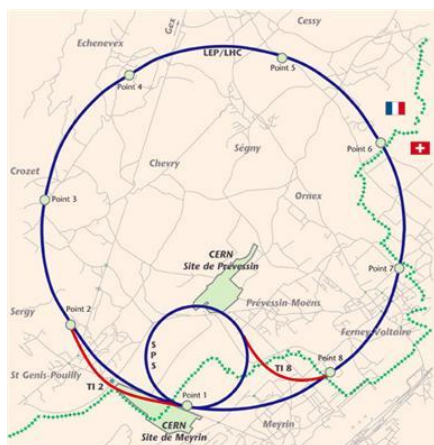 Cessy
Echenevex
Gex
LEP/LHC
Point 5
Point 4
Point 6
Ségny
Crozet
Chevry
Point 3
Ornex
CERN
Site de Prévessin
Point 7
Prévessin-Moëns
Sergy
Point 2
Ferney-Voltaire
SPS
St Genis-Pouilly
TI 2
TI 8
Point 8
Point 1
Meyrin
CERN
Site de Meyrin